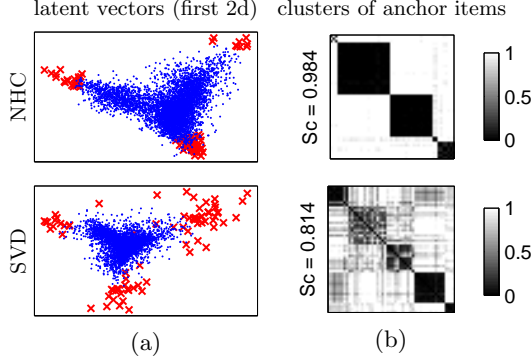 latent vectors (first 2d) clusters of anchor items
NHC
Sc = 0.984
1
0.5
0
SVD
Sc = 0.814
1
0.5
0
(a) (b)